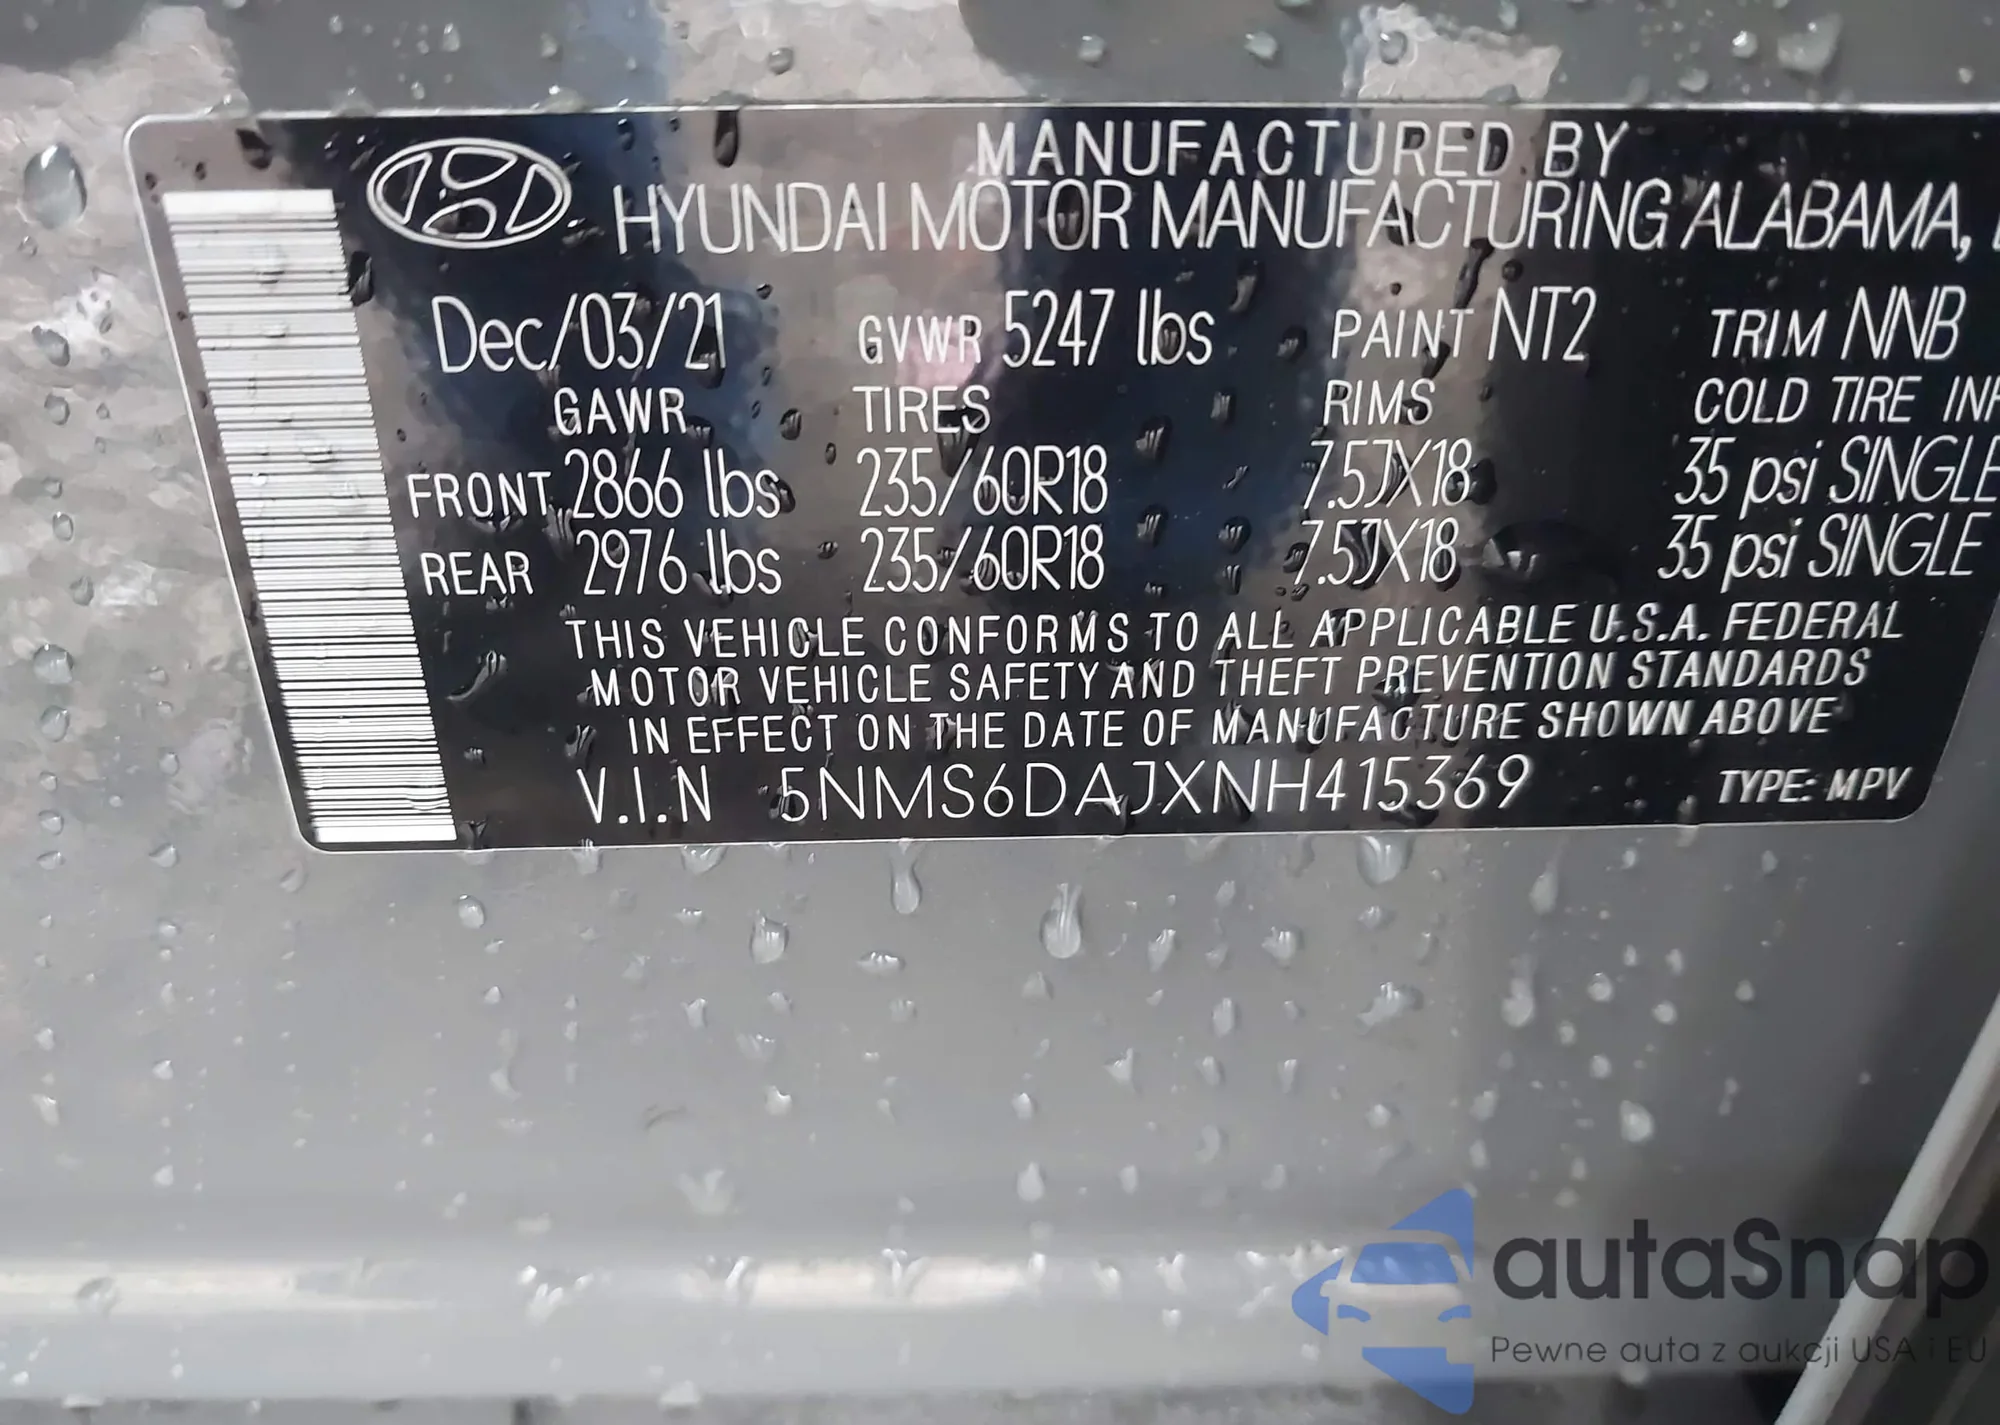 MANUFACTURED BY
HYUNDAI MOTOR MANUFACTURING ALABAMA,
Dec/03/21 GVWR 5247 lbs PAINT NT2 TRIM NNB
GAWR TIRES RIMS COLD TIRE INF
FRONT 2866 lbs 235/60R18 7.5JX18 35 psi SINGLE
REAR 2976 lbs 235/60R18 7.5JX18 35 psi SINGLE
THIS VEHICLE CONFORMS TO ALL APPLICABLE U.S.A. FEDERAL
MOTOR VEHICLE SAFETY AND THEFT PREVENTION STANDARDS
IN EFFECT ON THE DATE OF MANUFACTURE SHOWN ABOVE
V.I.N 5NMS6DAJXNH415369 TYPE: MPV
autaSnap
Pewne auta z aukcji USA i EU